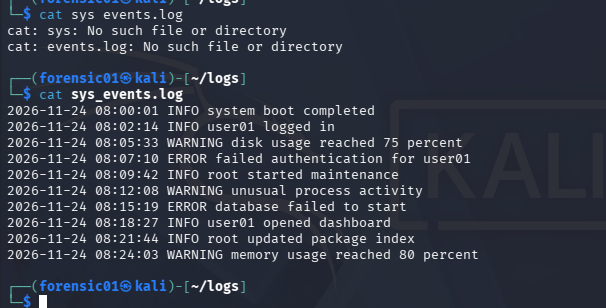 └─$ cat sys events.log
cat: sys: No such file or directory
cat: events.log: No such file or directory
┌──(forensic01㉿kali)-[~/logs]
└─$ cat sys_events.log
2026-11-24 08:00:01 INFO system boot completed
2026-11-24 08:02:14 INFO user01 logged in
2026-11-24 08:05:33 WARNING disk usage reached 75 percent
2026-11-24 08:07:10 ERROR failed authentication for user01
2026-11-24 08:09:42 INFO root started maintenance
2026-11-24 08:12:08 WARNING unusual process activity
2026-11-24 08:15:19 ERROR database failed to start
2026-11-24 08:18:27 INFO user01 opened dashboard
2026-11-24 08:21:44 INFO root updated package index
2026-11-24 08:24:03 WARNING memory usage reached 80 percent
┌──(forensic01㉿kali)-[~/logs]
└─$
KALI